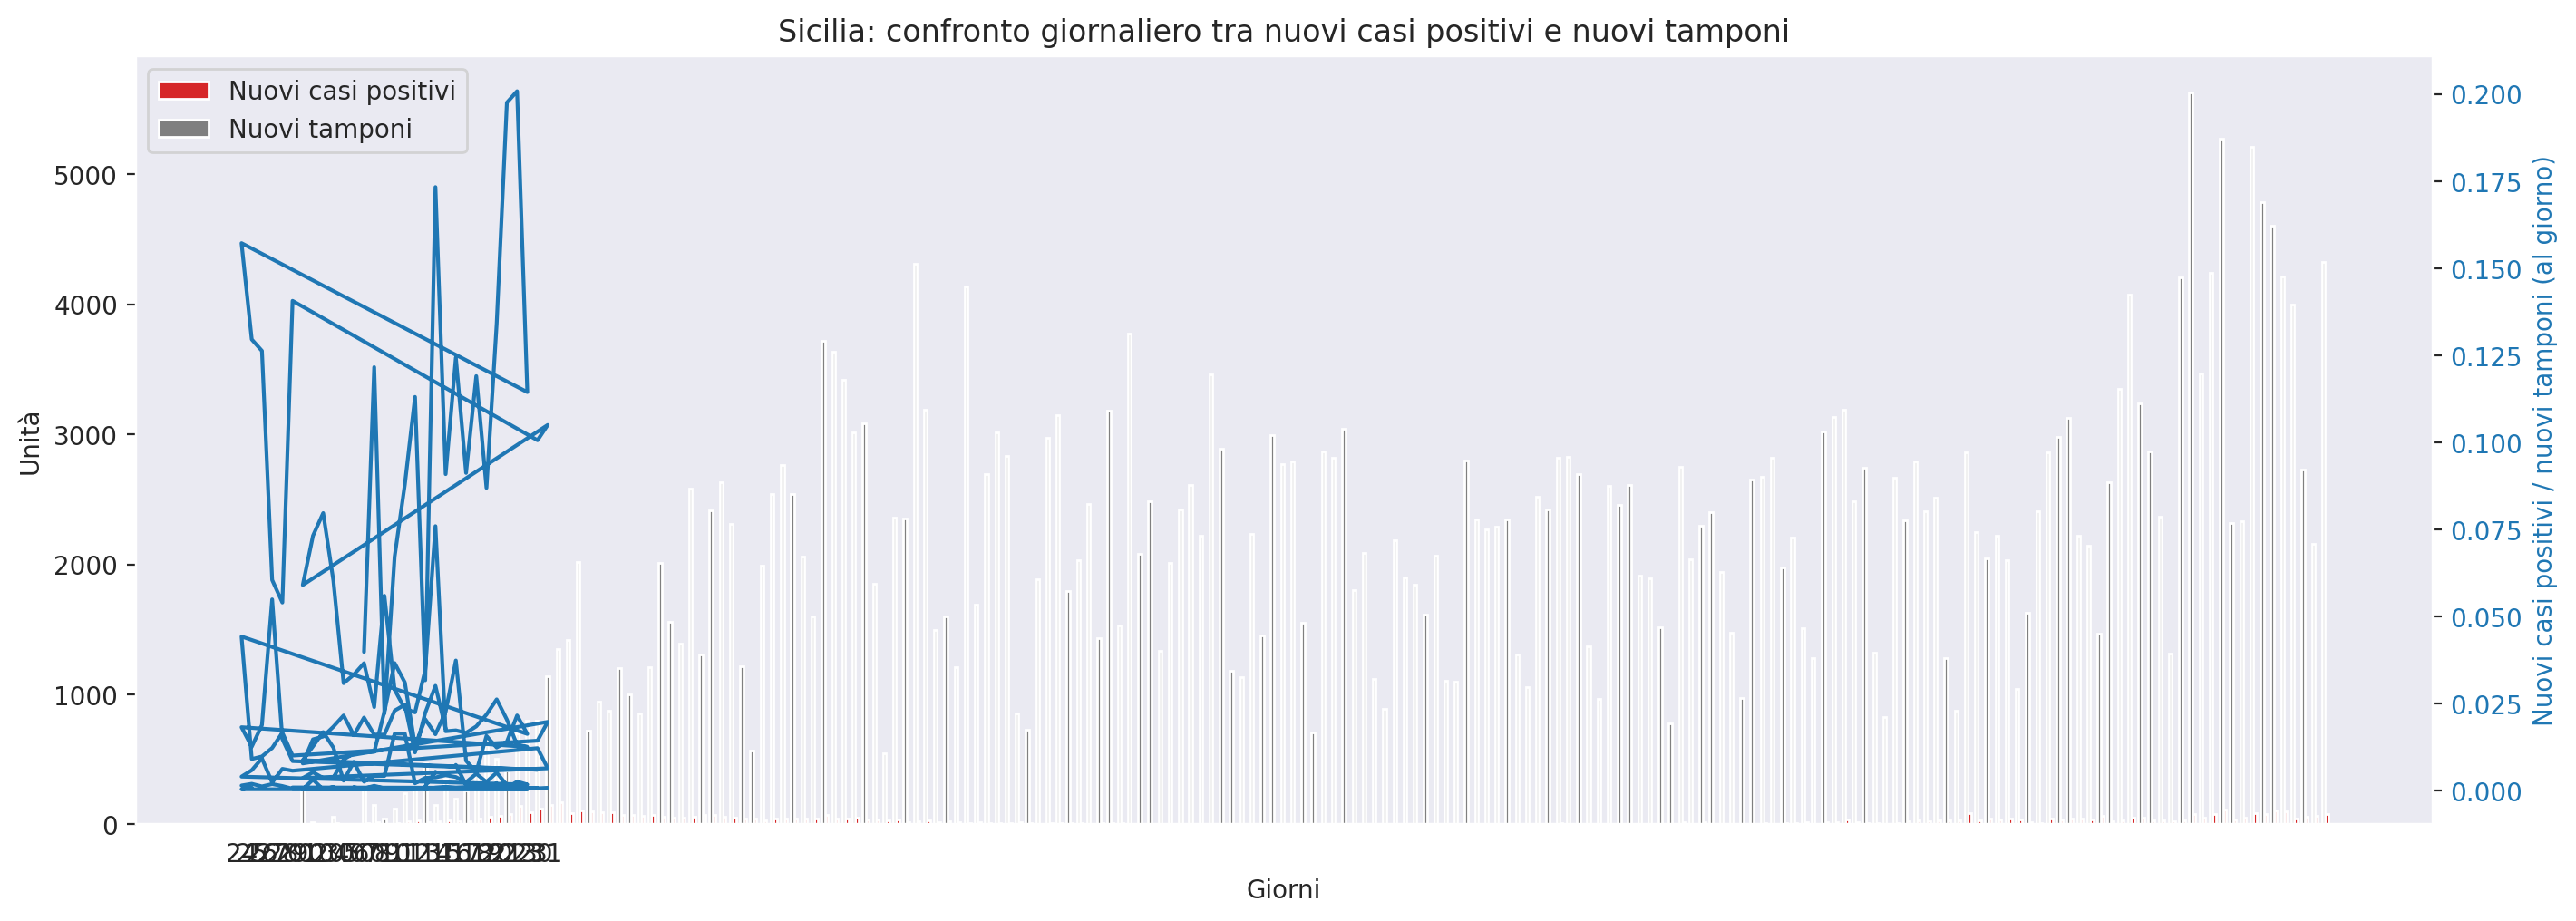 Sicilia: confronto giornaliero tra nuovi casi positivi e nuovi tamponi
Nuovi casi positivi
Nuovi tamponi
Unità
5000
4000
3000
2000
1000
0
0.200
0.175
0.150
0.125
0.100
0.075
0.050
0.025
0.000
Nuovi casi positivi / nuovi tamponi (al giorno)
Giorni